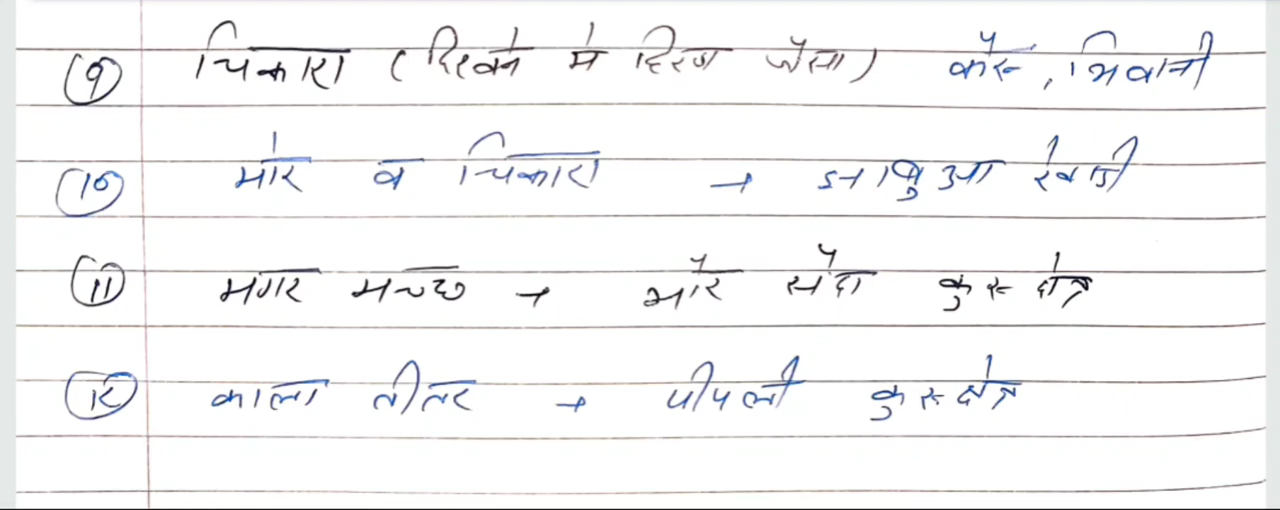 (9) चिंकारा (दिखने में हिरण जैसा) कैरू, भिवानी
(10) मोर व चिंकारा → झाबुआ रेवाड़ी
(11) मगर मच्छ → भौर सैदा कुरुक्षेत्र
(12) काला तीतर → पीपली कुरुक्षेत्र